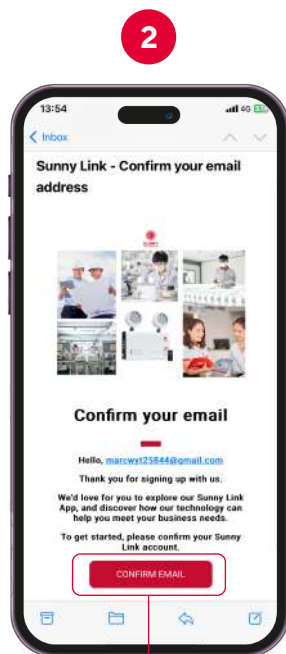 2
13:54
4G
Inbox
Sunny Link - Confirm your email
address
SUNNY
Confirm your email
Hello, marcwyt25844@gmail.com
Thank you for signing up with us.
We'd love for you to explore our Sunny Link
App, and discover how our technology can
help you meet your business needs.
To get started, please confirm your Sunny
Link account.
CONFIRM EMAIL